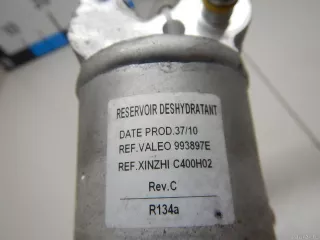 RESERVOIR DESHYDRATANT
DATE PROD.37/10
REF.VALEO 993897E
REF.XINZHI C400H02
Rev.C
R134a